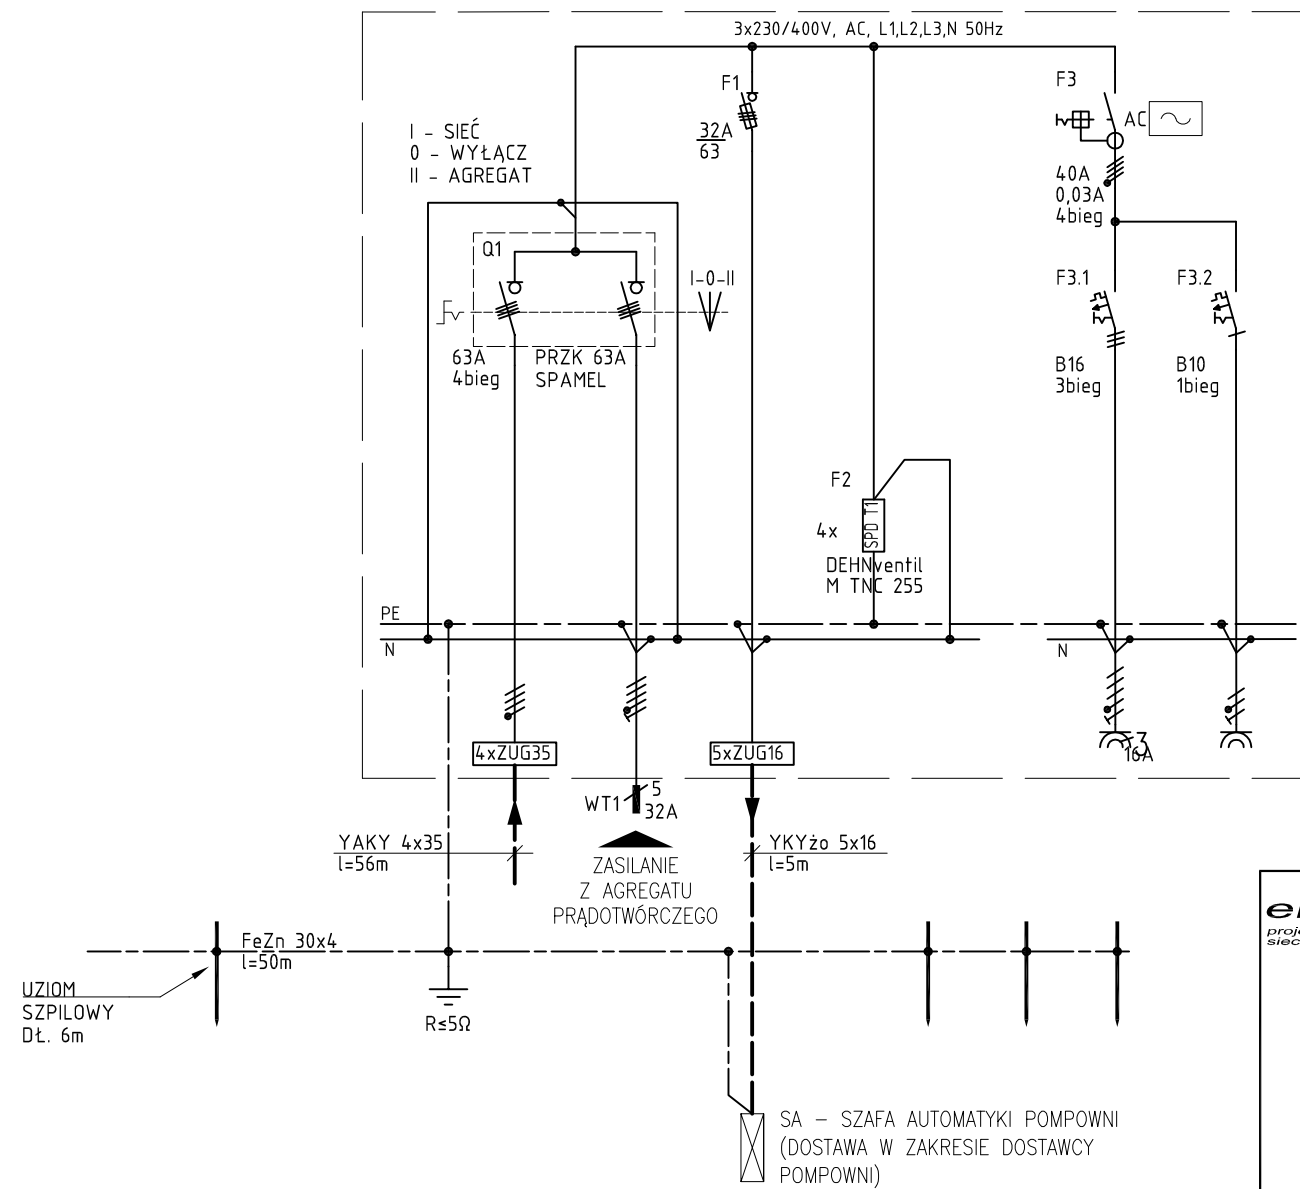 3x230/400V, AC, L1,L2,L3,N 50Hz
F1
32A
63
F3
AC
40A
0,03A
4bieg
I - SIEĆ
0 - WYŁĄCZ
II - AGREGAT
Q1
I-0-II
63A
4bieg
PRZK 63A
SPAMEL
F3.1
B16
3bieg
F3.2
B10
1bieg
F2
4x
SPD T1
DEHNventil
M TNC 255
PE
N
N
4xZUG35
5xZUG16
3
16A
WT1
5
32A
YAKY 4x35
l=56m
ZASILANIE
Z AGREGATU
PRĄDOTWÓRCZEGO
YKYżo 5x16
l=5m
FeZn 30x4
l=50m
UZIOM
SZPILOWY
DŁ. 6m
R≤5Ω
SA - SZAFA AUTOMATYKI POMPOWNI
(DOSTAWA W ZAKRESIE DOSTAWCY
POMPOWNI)